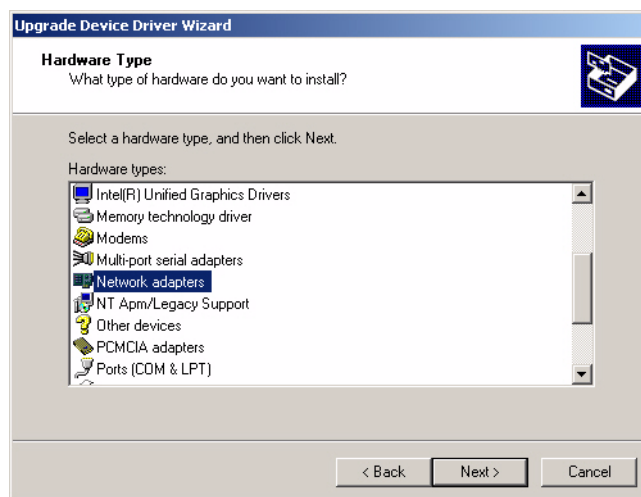 Upgrade Device Driver Wizard
Hardware Type
What type of hardware do you want to install?
Select a hardware type, and then click Next.
Hardware types:
Intel(R) Unified Graphics Drivers
Memory technology driver
Modems
Multi-port serial adapters
Network adapters
NT Apm/Legacy Support
Other devices
PCMCIA adapters
Ports (COM & LPT)
< Back Next > Cancel